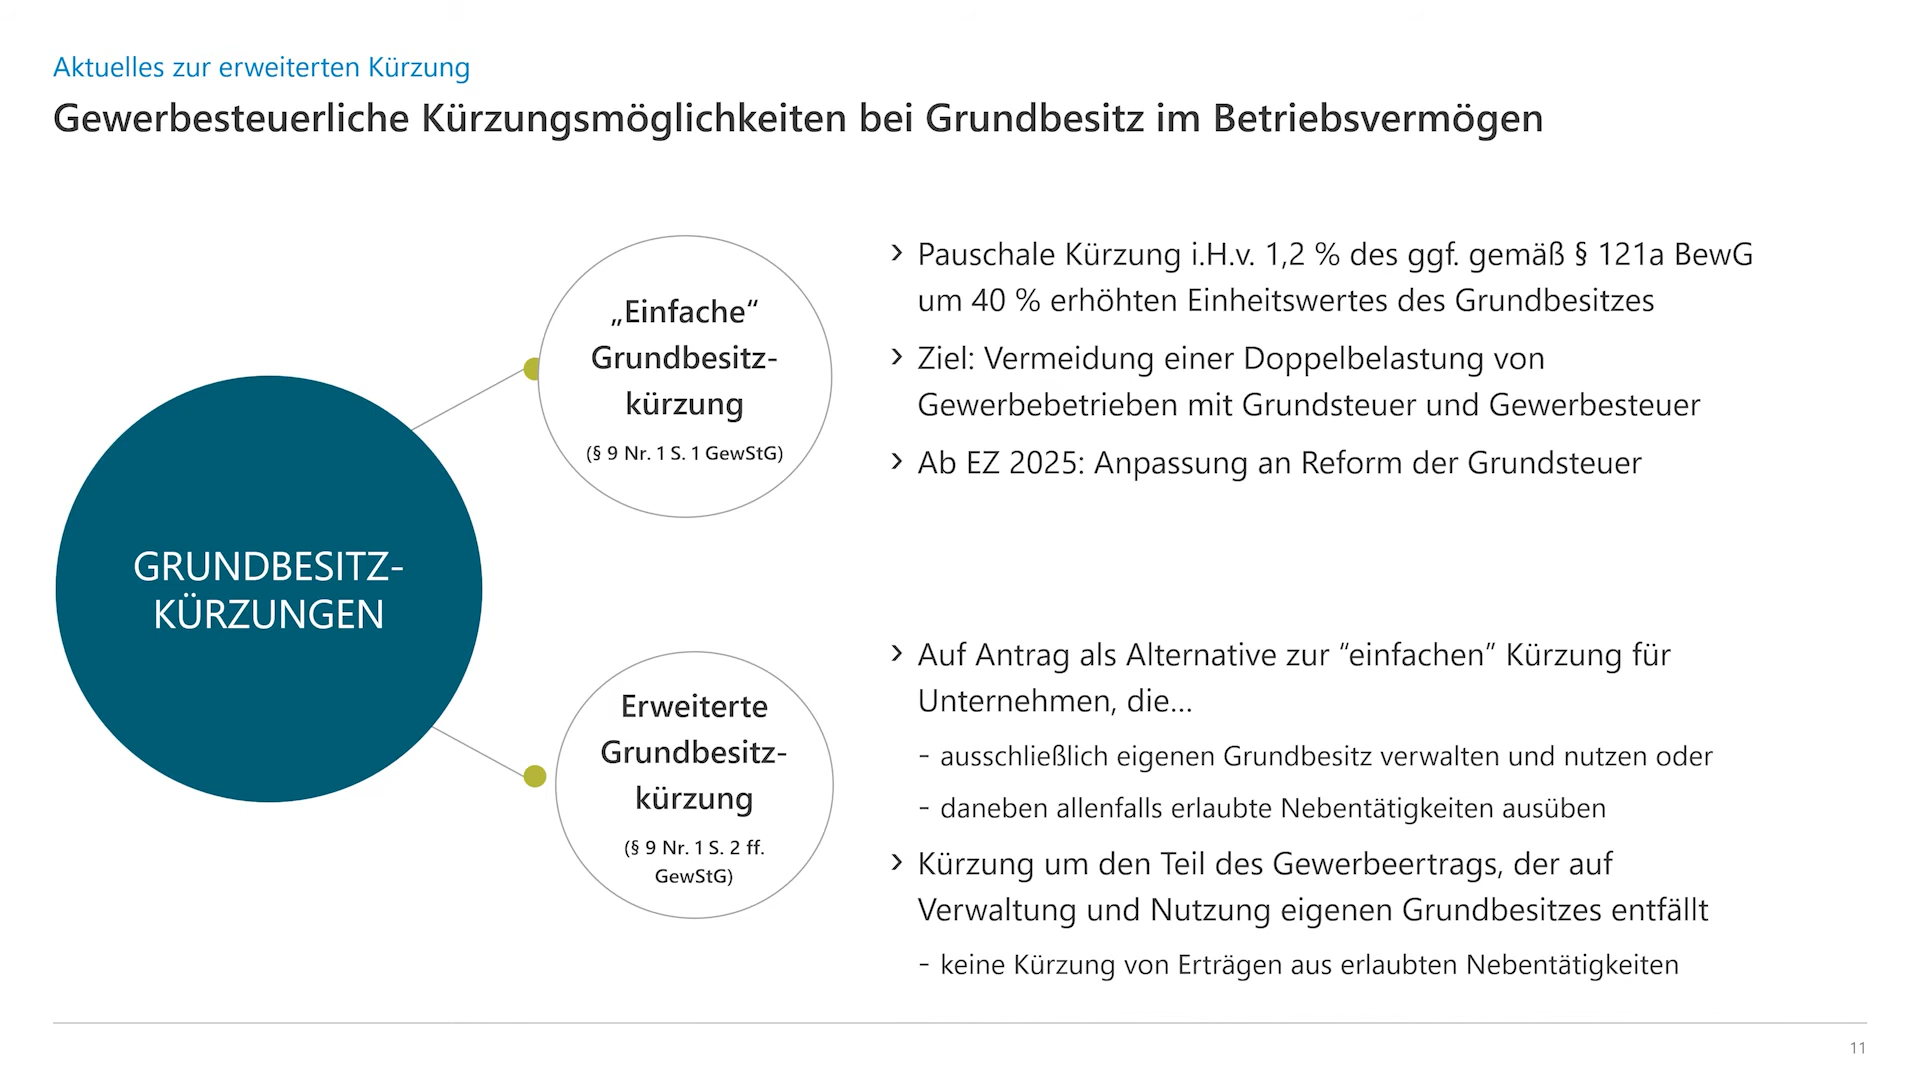 Aktuelles zur erweiterten Kürzung
Gewerbesteuerliche Kürzungsmöglichkeiten bei Grundbesitz im Betriebsvermögen
GRUNDBESITZ-
KÜRZUNGEN
„Einfache“
Grundbesitz-
kürzung
(§ 9 Nr. 1 S. 1 GewStG)
› Pauschale Kürzung i.H.v. 1,2 % des ggf. gemäß § 121a BewG
um 40 % erhöhten Einheitswertes des Grundbesitzes
› Ziel: Vermeidung einer Doppelbelastung von
Gewerbebetrieben mit Grundsteuer und Gewerbesteuer
› Ab EZ 2025: Anpassung an Reform der Grundsteuer
Erweiterte
Grundbesitz-
kürzung
(§ 9 Nr. 1 S. 2 ff.
GewStG)
› Auf Antrag als Alternative zur “einfachen” Kürzung für
Unternehmen, die…
- ausschließlich eigenen Grundbesitz verwalten und nutzen oder
- daneben allenfalls erlaubte Nebentätigkeiten ausüben
› Kürzung um den Teil des Gewerbeertrags, der auf
Verwaltung und Nutzung eigenen Grundbesitzes entfällt
- keine Kürzung von Erträgen aus erlaubten Nebentätigkeiten
11